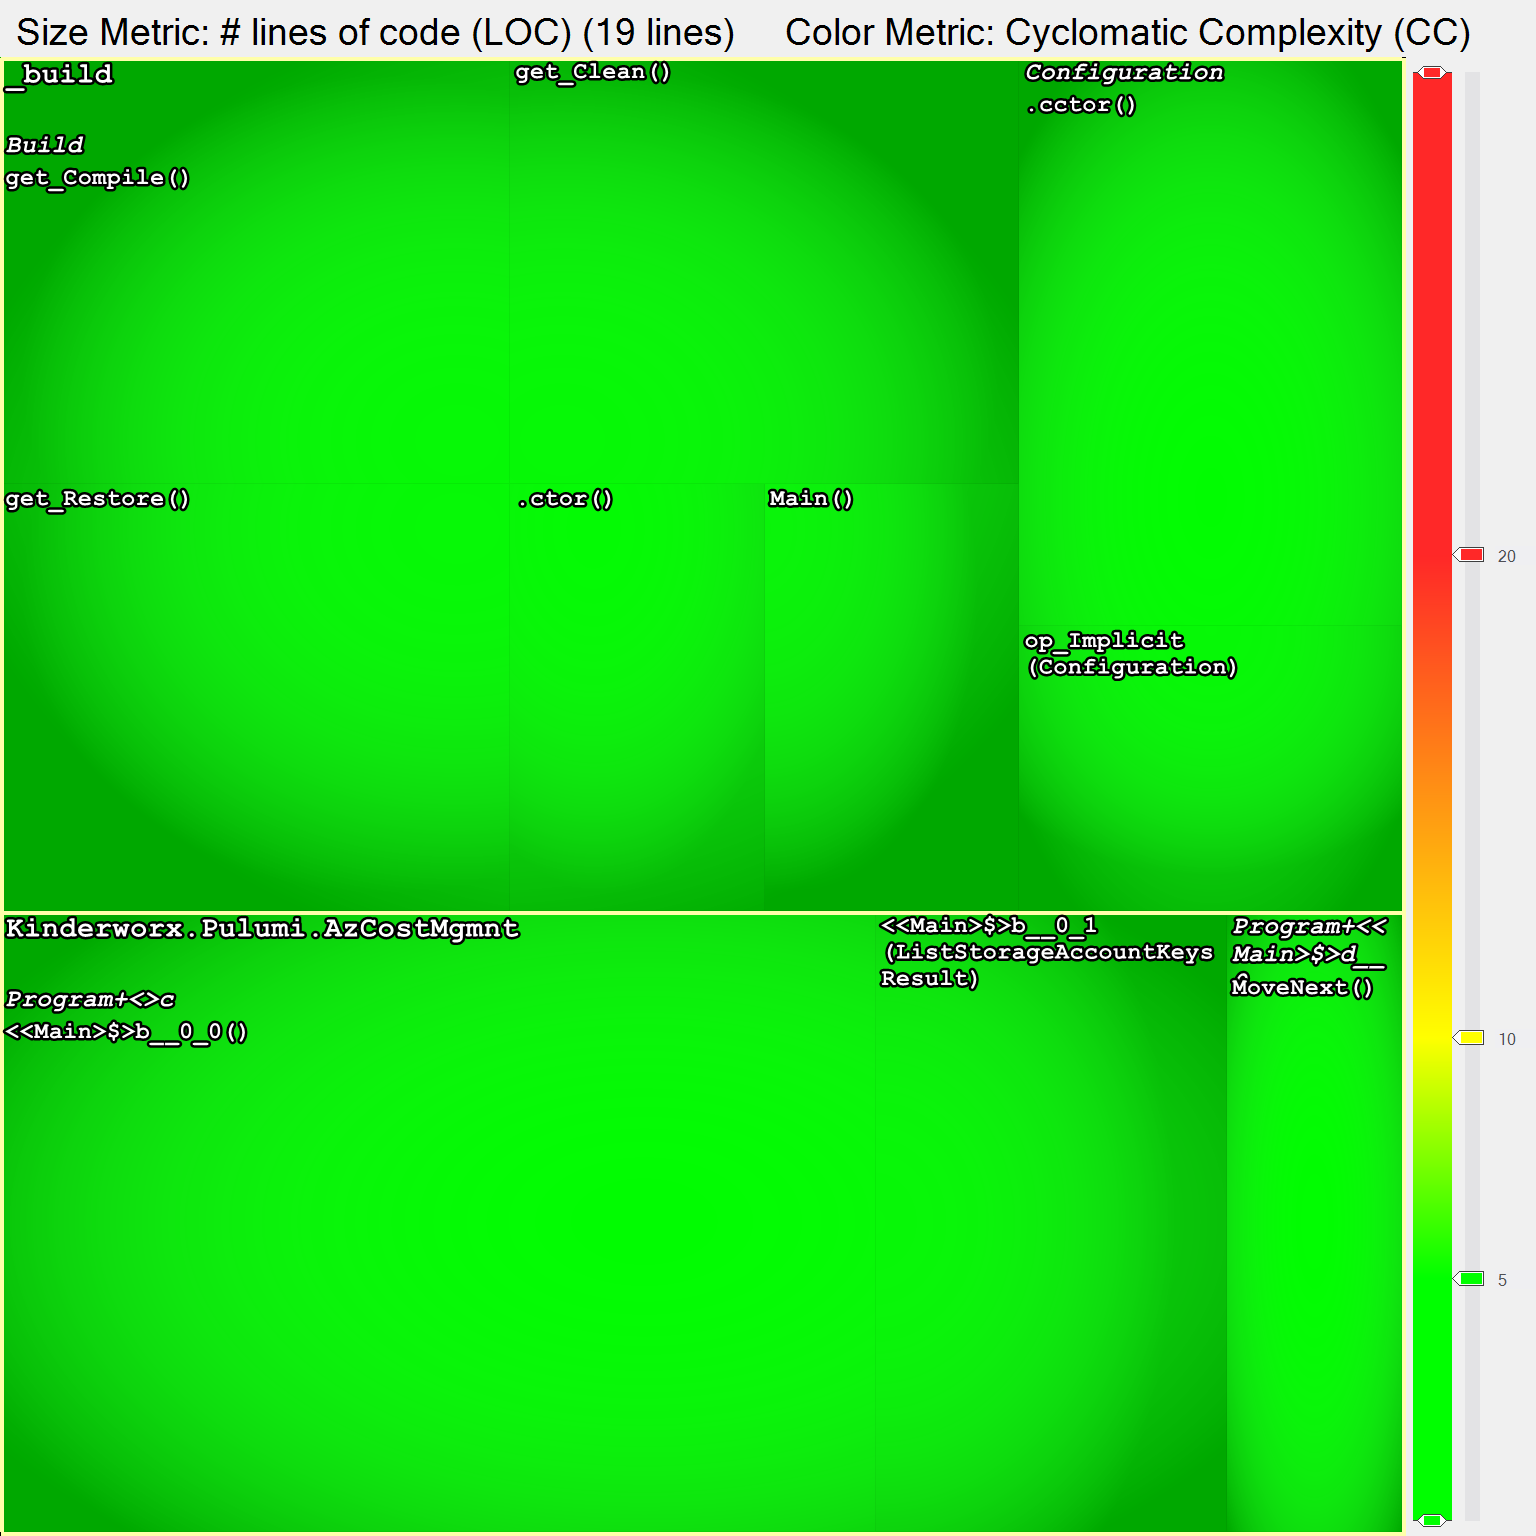 Size Metric: # lines of code (LOC) (19 lines)
Color Metric: Cyclomatic Complexity (CC)
_build
Build
get_Compile()
get_Clean()
Configuration
.cctor()
get_Restore()
.ctor()
Main()
op_Implicit
(Configuration)
Kinderworx.Pulumi.AzCostMgmnt
Program+<>c
<<Main>$>b__0_0()
<<Main>$>b__0_1
(ListStorageAccountKeys
Result)
Program+<<
Main>$>d__
MoveNext()
20
10
5